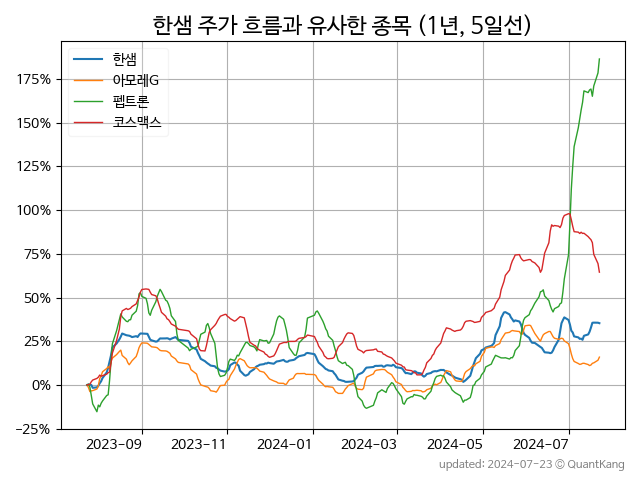 한샘 주가 흐름과 유사한 종목 (1년, 5일선)
한샘
아모레G
펩트론
코스맥스
175%
150%
125%
100%
75%
50%
25%
0%
−25%
2023-09 2023-11 2024-01 2024-03 2024-05 2024-07
updated: 2024-07-23 © QuantKang